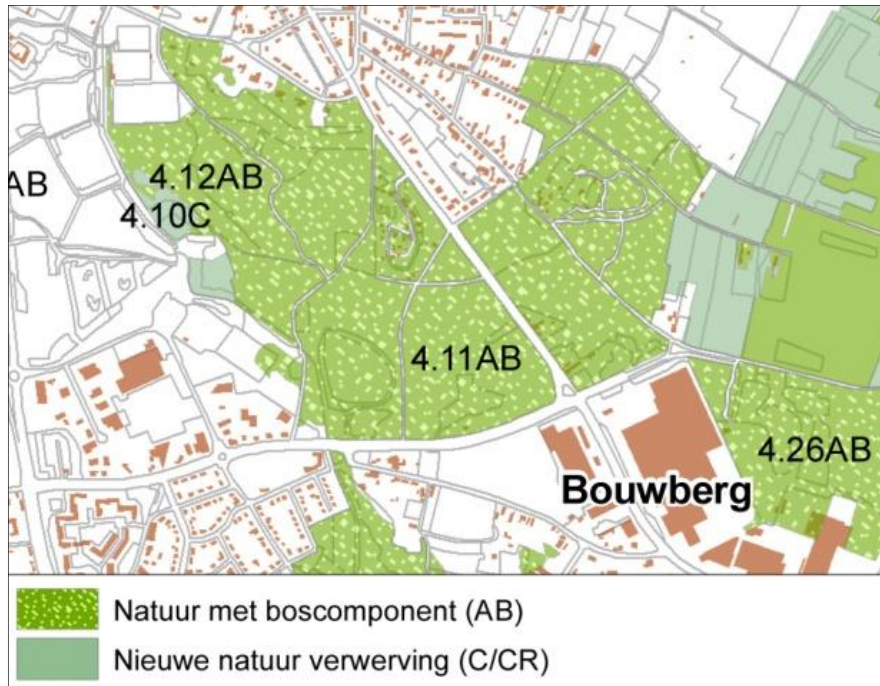 AB
4.12AB
4.10C
4.11AB
4.26AB
Bouwberg
Natuur met boscomponent (AB)
Nieuwe natuur verwerving (C/CR)